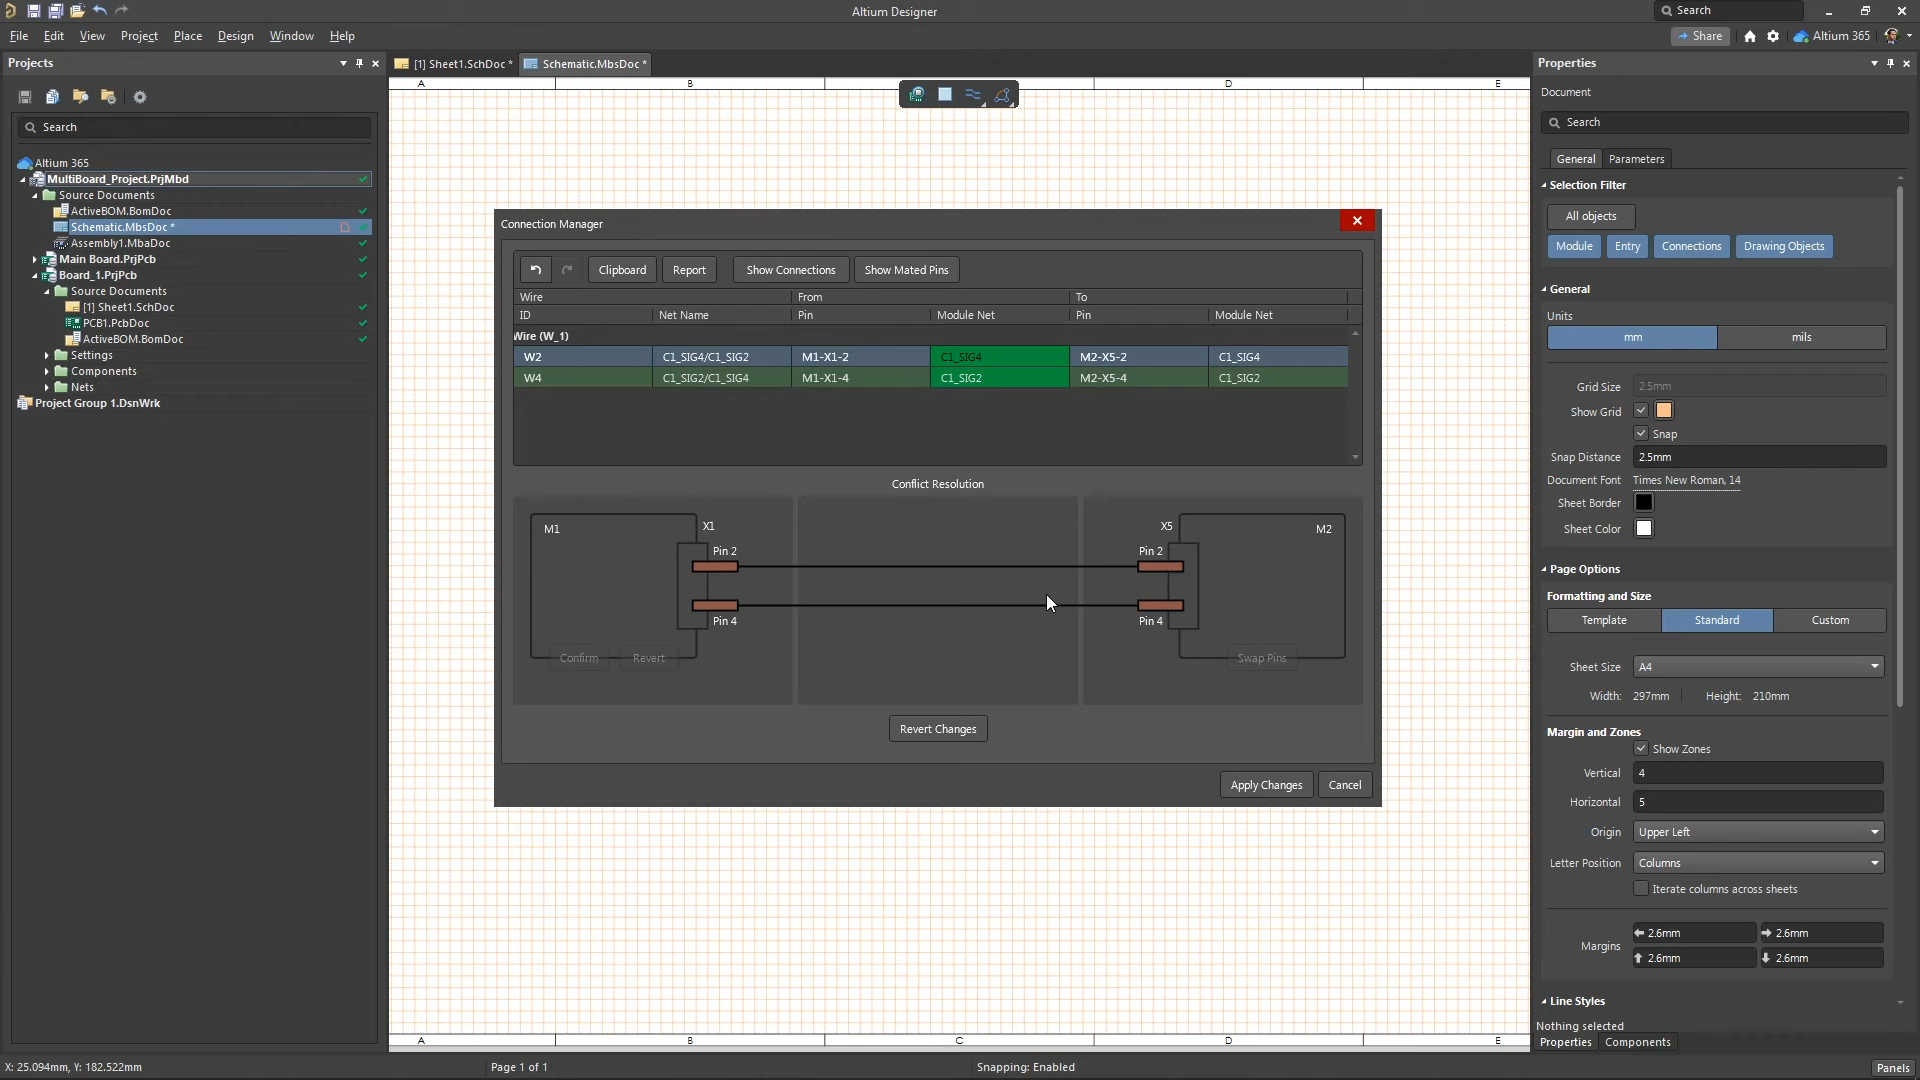 Altium Designer
Search
File Edit View Project Place Design Window Help
Share
Altium 365
Projects
[1] Sheet1.SchDoc *
Schematic.MbsDoc *
Search
Altium 365
MultiBoard_Project.PrjMbd
Source Documents
ActiveBOM.BomDoc
Schematic.MbsDoc *
Assembly1.MbaDoc
Main Board.PrjPcb
Board_1.PrjPcb
Source Documents
[1] Sheet1.SchDoc
PCB1.PcbDoc
ActiveBOM.BomDoc
Settings
Components
Nets
Project Group 1.DsnWrk
A B D E
Connection Manager
Clipboard Report Show Connections Show Mated Pins
Wire From To
ID Net Name Pin Module Net Pin Module Net
Wire (W_1)
W2 C1_SIG4/C1_SIG2 M1-X1-2 C1_SIG4 M2-X5-2 C1_SIG4
W4 C1_SIG2/C1_SIG4 M1-X1-4 C1_SIG2 M2-X5-4 C1_SIG2
Conflict Resolution
M1 X1 X5 M2
Pin 2 Pin 2
Pin 4 Pin 4
Confirm Revert Swap Pins
Revert Changes
Apply Changes Cancel
A B C D E
Properties
Document
Search
General Parameters
Selection Filter
All objects
Module Entry Connections Drawing Objects
General
Units
mm mils
Grid Size 2.5mm
Show Grid
Snap
Snap Distance 2.5mm
Document Font Times New Roman, 14
Sheet Border
Sheet Color
Page Options
Formatting and Size
Template Standard Custom
Sheet Size A4
Width: 297mm Height: 210mm
Margin and Zones
Show Zones
Vertical 4
Horizontal 5
Origin Upper Left
Letter Position Columns
Iterate columns across sheets
Margins 2.6mm 2.6mm
2.6mm 2.6mm
Line Styles
Nothing selected
Properties Components
X: 25.094mm, Y: 182.522mm
Page 1 of 1
Snapping: Enabled
Panels